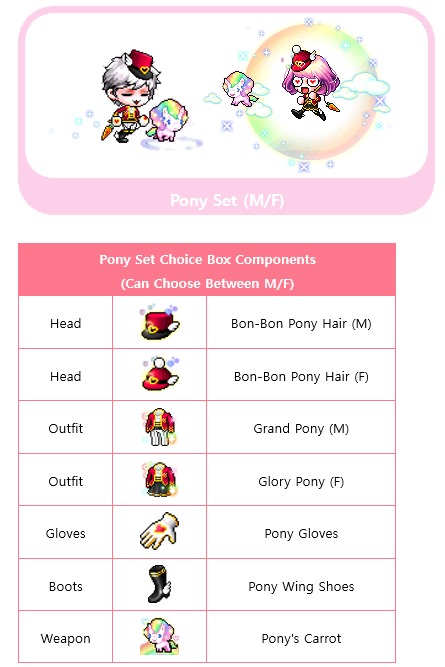 Pony Set (M/F)
Pony Set Choice Box Components
(Can Choose Between M/F)
Head Bon-Bon Pony Hair (M)
Head Bon-Bon Pony Hair (F)
Outfit Grand Pony (M)
Outfit Glory Pony (F)
Gloves Pony Gloves
Boots Pony Wing Shoes
Weapon Pony's Carrot